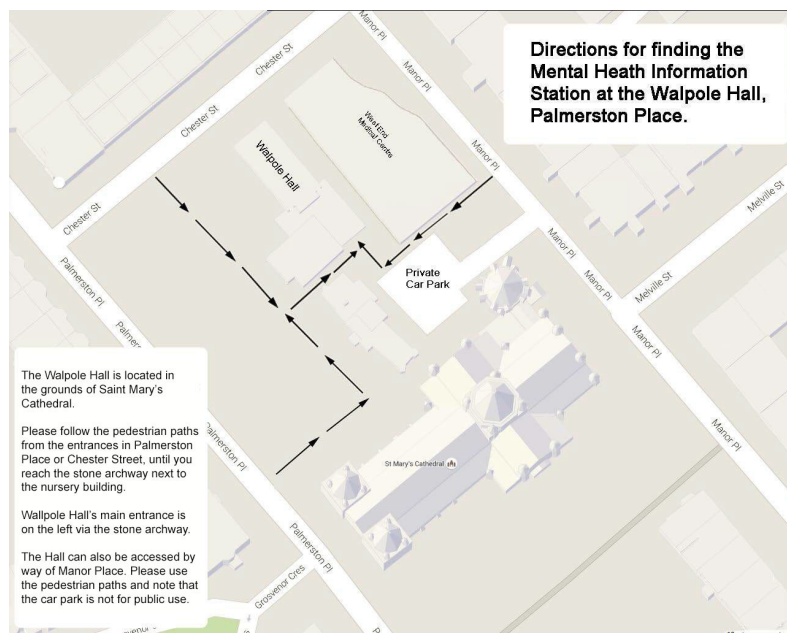 Directions for finding the
Mental Heath Information
Station at the Walpole Hall,
Palmerston Place.
Manor Pl
Chester St
Manor Pl
Chester St
West End
Medical Centre
Walpole Hall
Manor Pl
Melville St
Chester St
Manor Pl
Palmerston Pl
Private
Car Park
Manor Pl
Melville St
Manor Pl
The Walpole Hall is located in
the grounds of Saint Mary's
Cathedral.
Please follow the pedestrian paths
from the entrances in Palmerston
Place or Chester Street, until you
reach the stone archway next to
the nursery building.
Wallpole Hall's main entrance is
on the left via the stone archway.
The Hall can also be accessed by
way of Manor Place. Please use
the pedestrian paths and note that
the car park is not for public use.
Palmerston Pl
Manor Pl
St Mary's Cathedral
Palmerston Pl
Grosvenor Cres